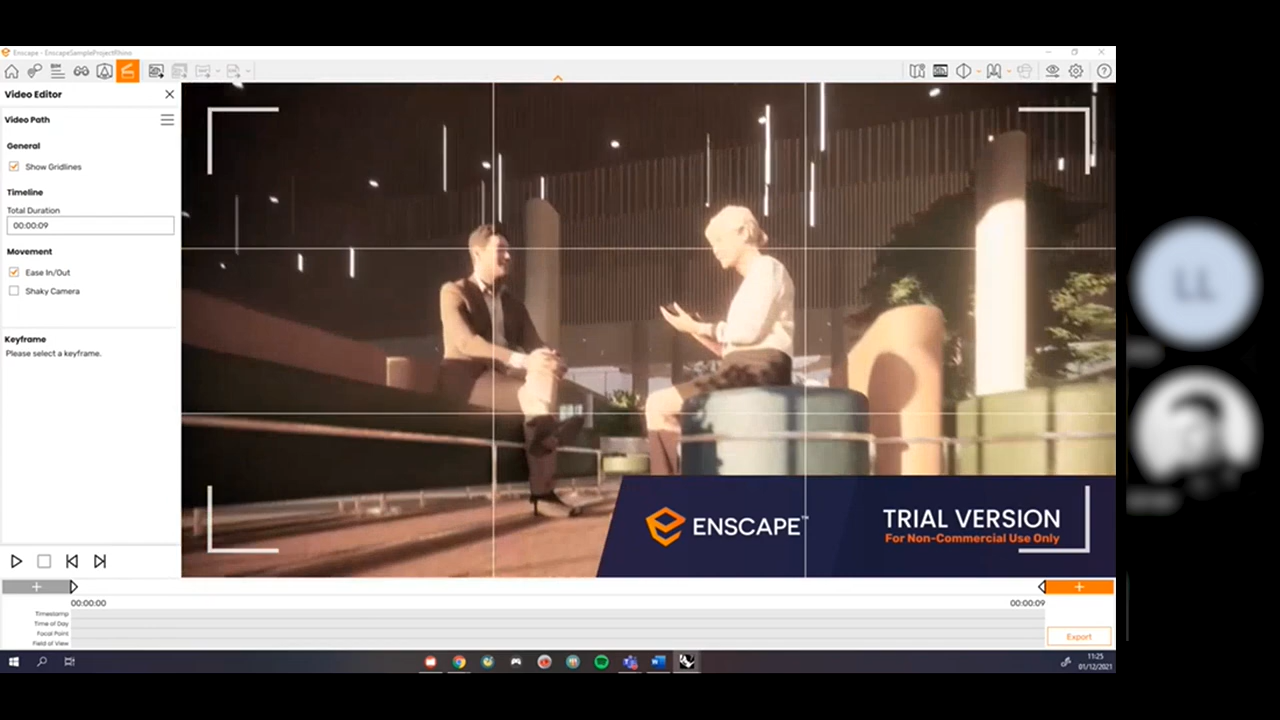 Enscape - EnscapeSampleProjectRhino
Video Editor
Video Path
General
Show Gridlines
Timeline
Total Duration
00:00:09
Movement
Ease In/Out
Shaky Camera
Keyframe
Please select a keyframe.
ENSCAPE™
TRIAL VERSION
For Non-Commercial Use Only
00:00:00
00:00:09
Timestamp
Time of Day
Focal Point
Field of View
Export
11:25
01/12/2021
LL